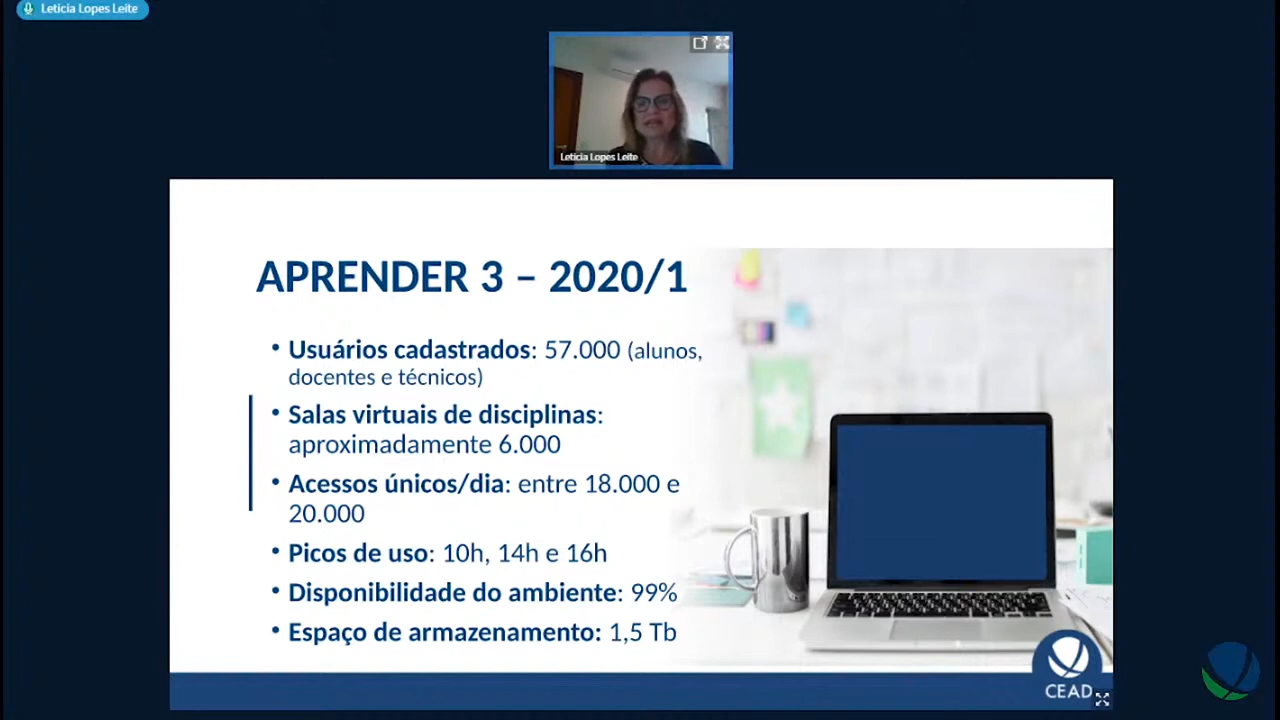 Leticia Lopes Leite
Leticia Lopes Leite
APRENDER 3 – 2020/1
• Usuários cadastrados: 57.000 (alunos,
docentes e técnicos)
• Salas virtuais de disciplinas:
aproximadamente 6.000
• Acessos únicos/dia: entre 18.000 e
20.000
• Picos de uso: 10h, 14h e 16h
• Disponibilidade do ambiente: 99%
• Espaço de armazenamento: 1,5 Tb
CEAD